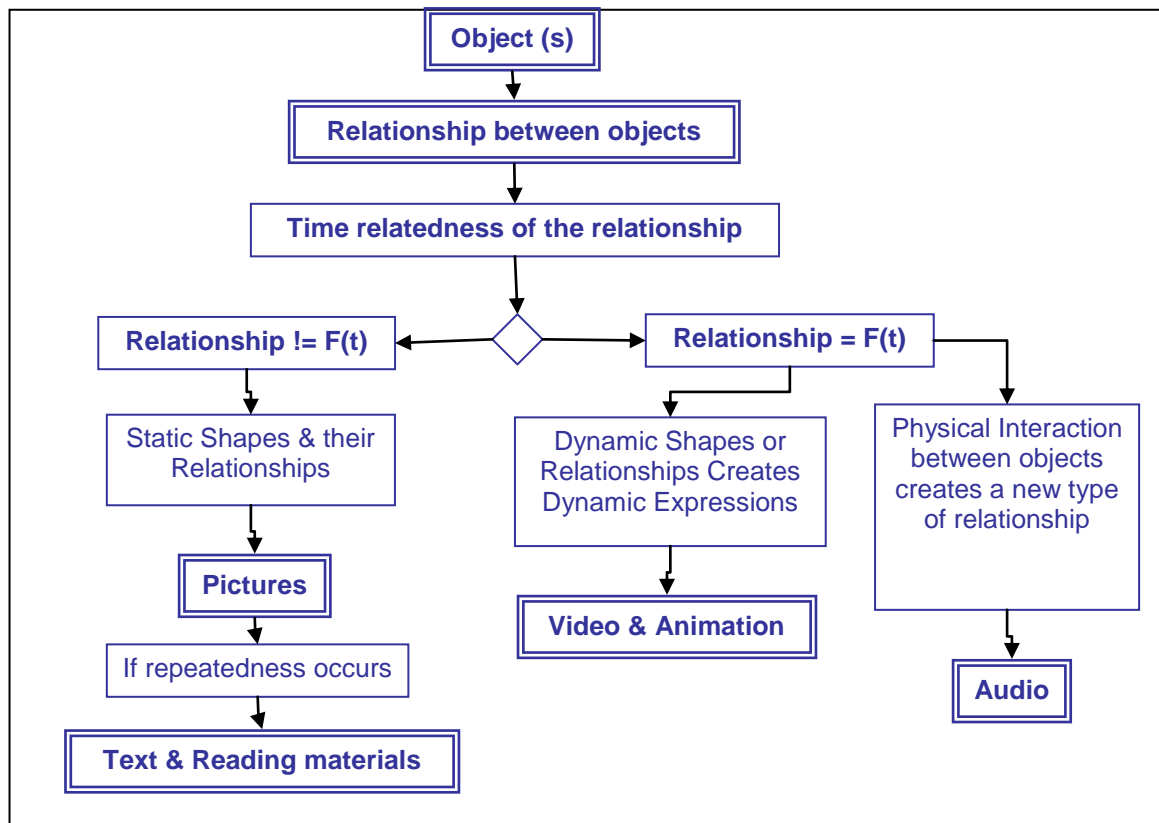 Object (s)
Relationship between objects
Time relatedness of the relationship
Relationship != F(t)
Relationship = F(t)
Static Shapes & their
Relationships
Dynamic Shapes or
Relationships Creates
Dynamic Expressions
Physical Interaction
between objects
creates a new type
of relationship
Pictures
Video & Animation
If repeatedness occurs
Audio
Text & Reading materials